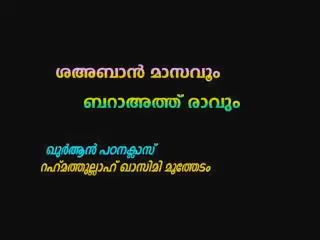 ശഅബാൻ മാസവൂം
ബറാഅത്ത് രാവും
ഖുർആൻ പഠനക്ലാസ്
റഹ്മത്തുല്ലാഹ് ഖാസിമി മുത്തേടം